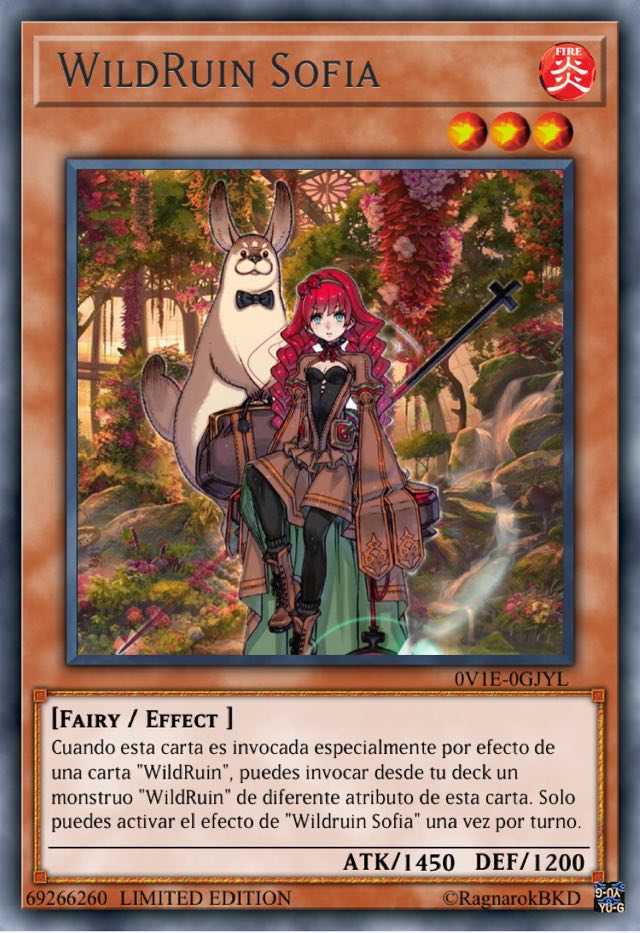 WildRuin Sofia
FIRE
炎
0V1E-0GJYL
[Fairy / Effect ]
Cuando esta carta es invocada especialmente por efecto de
una carta "WildRuin", puedes invocar desde tu deck un
monstruo "WildRuin" de diferente atributo de esta carta. Solo
puedes activar el efecto de "Wildruin Sofia" una vez por turno.
ATK/1450 DEF/1200
69266260 LIMITED EDITION ©RagnarokBKD